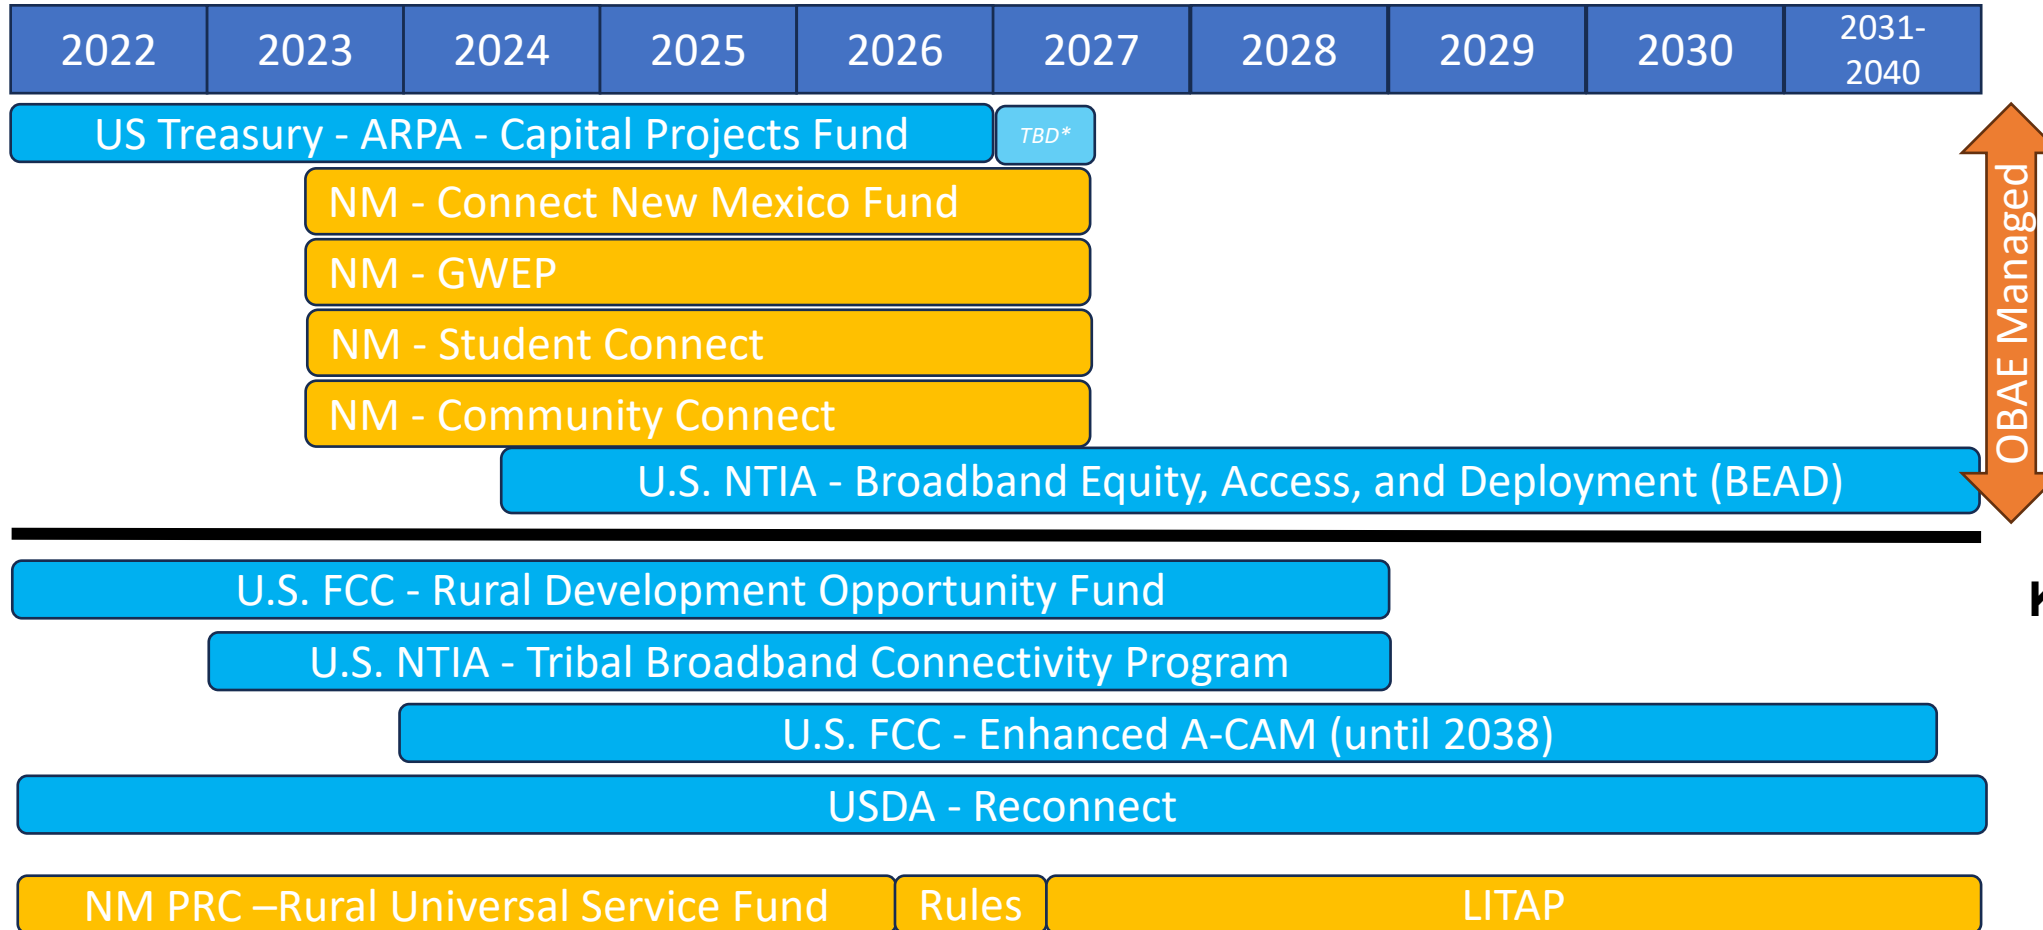 2022 2023 2024 2025 2026 2027 2028 2029 2030 2031-
2040
US Treasury - ARPA - Capital Projects Fund TBD*
NM - Connect New Mexico Fund
NM - GWEP
NM - Student Connect
NM - Community Connect
U.S. NTIA - Broadband Equity, Access, and Deployment (BEAD)
OBAE Managed
U.S. FCC - Rural Development Opportunity Fund
U.S. NTIA - Tribal Broadband Connectivity Program
U.S. FCC - Enhanced A-CAM (until 2038)
USDA - Reconnect
NM PRC –Rural Universal Service Fund Rules LITAP